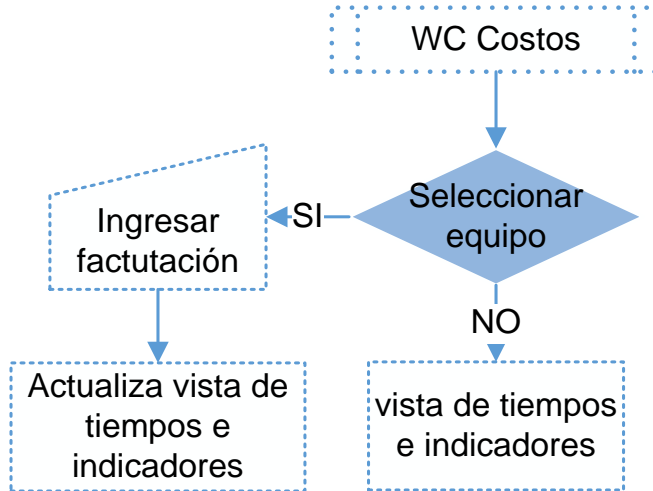 WC Costos
Seleccionar
equipo
SI
Ingresar
factutación
NO
Actualiza vista de
tiempos e
indicadores
vista de tiempos
e indicadores